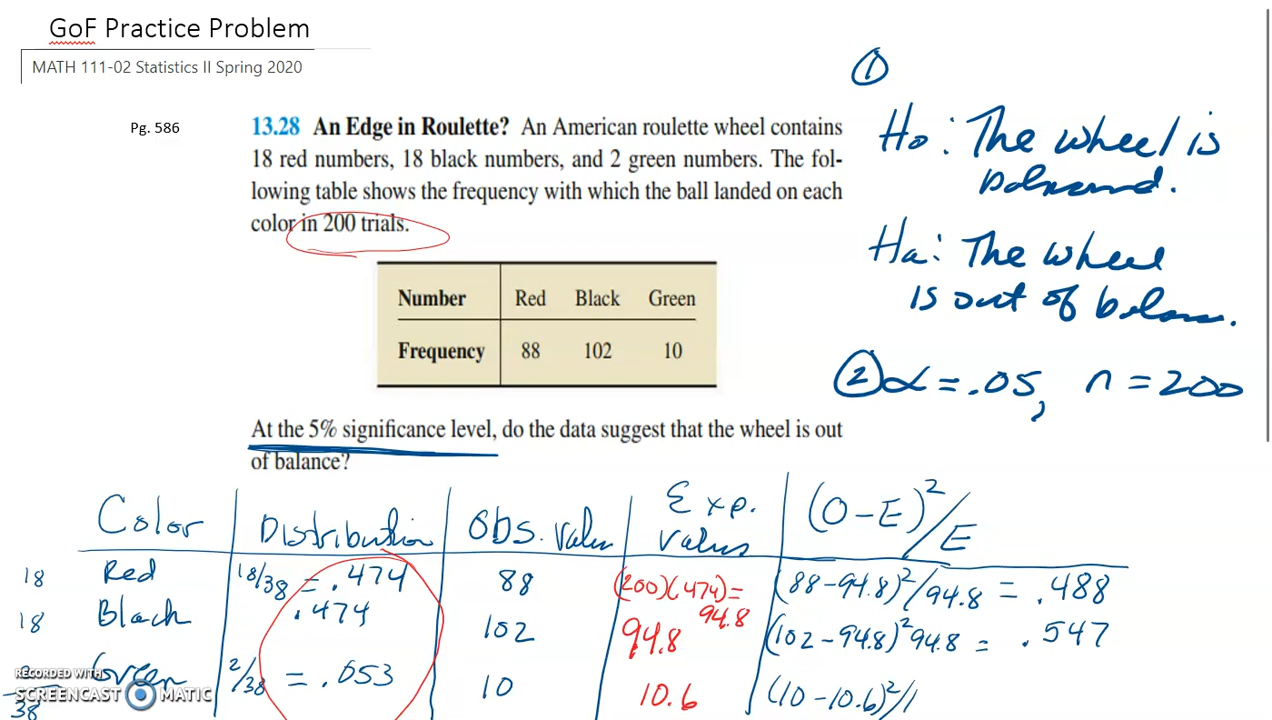 GoF Practice Problem
MATH 111-02 Statistics II Spring 2020
Pg. 586
13.28 An Edge in Roulette? An American roulette wheel contains
18 red numbers, 18 black numbers, and 2 green numbers. The fol-
lowing table shows the frequency with which the ball landed on each
color in 200 trials.
Number Red Black Green
Frequency 88 102 10
At the 5% significance level, do the data suggest that the wheel is out
of balance?
①
Ho: The wheel is
balanced.
Ha: The wheel
is out of balance.
② α = .05, n = 200
Color Distribution Obs. Value Exp. Value (O-E)²/E
18 Red 18/38 = .474 88 (200)(.474) = 94.8 (88-94.8)²/94.8 = .488
18 Black .474 102 94.8 (102-94.8)²94.8 = .547
Green 2/38 = .053 10 10.6 (10-10.6)²/1
38
RECORDED WITH
SCREENCAST MATIC